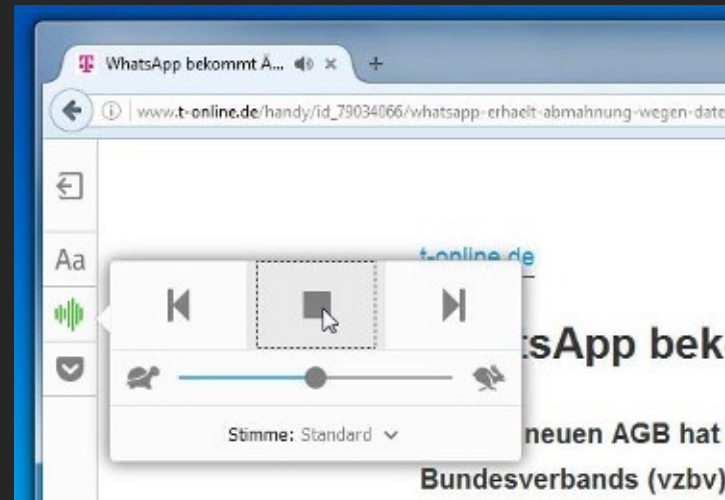 WhatsApp bekommt Ä...
www.t-online.de/handy/id_79034066/whatsapp-erhaelt-abmahnung-wegen-date
Aa
t-online.de
tsApp bek
Stimme: Standard
neuen AGB hat
Bundesverbands (vzbv)